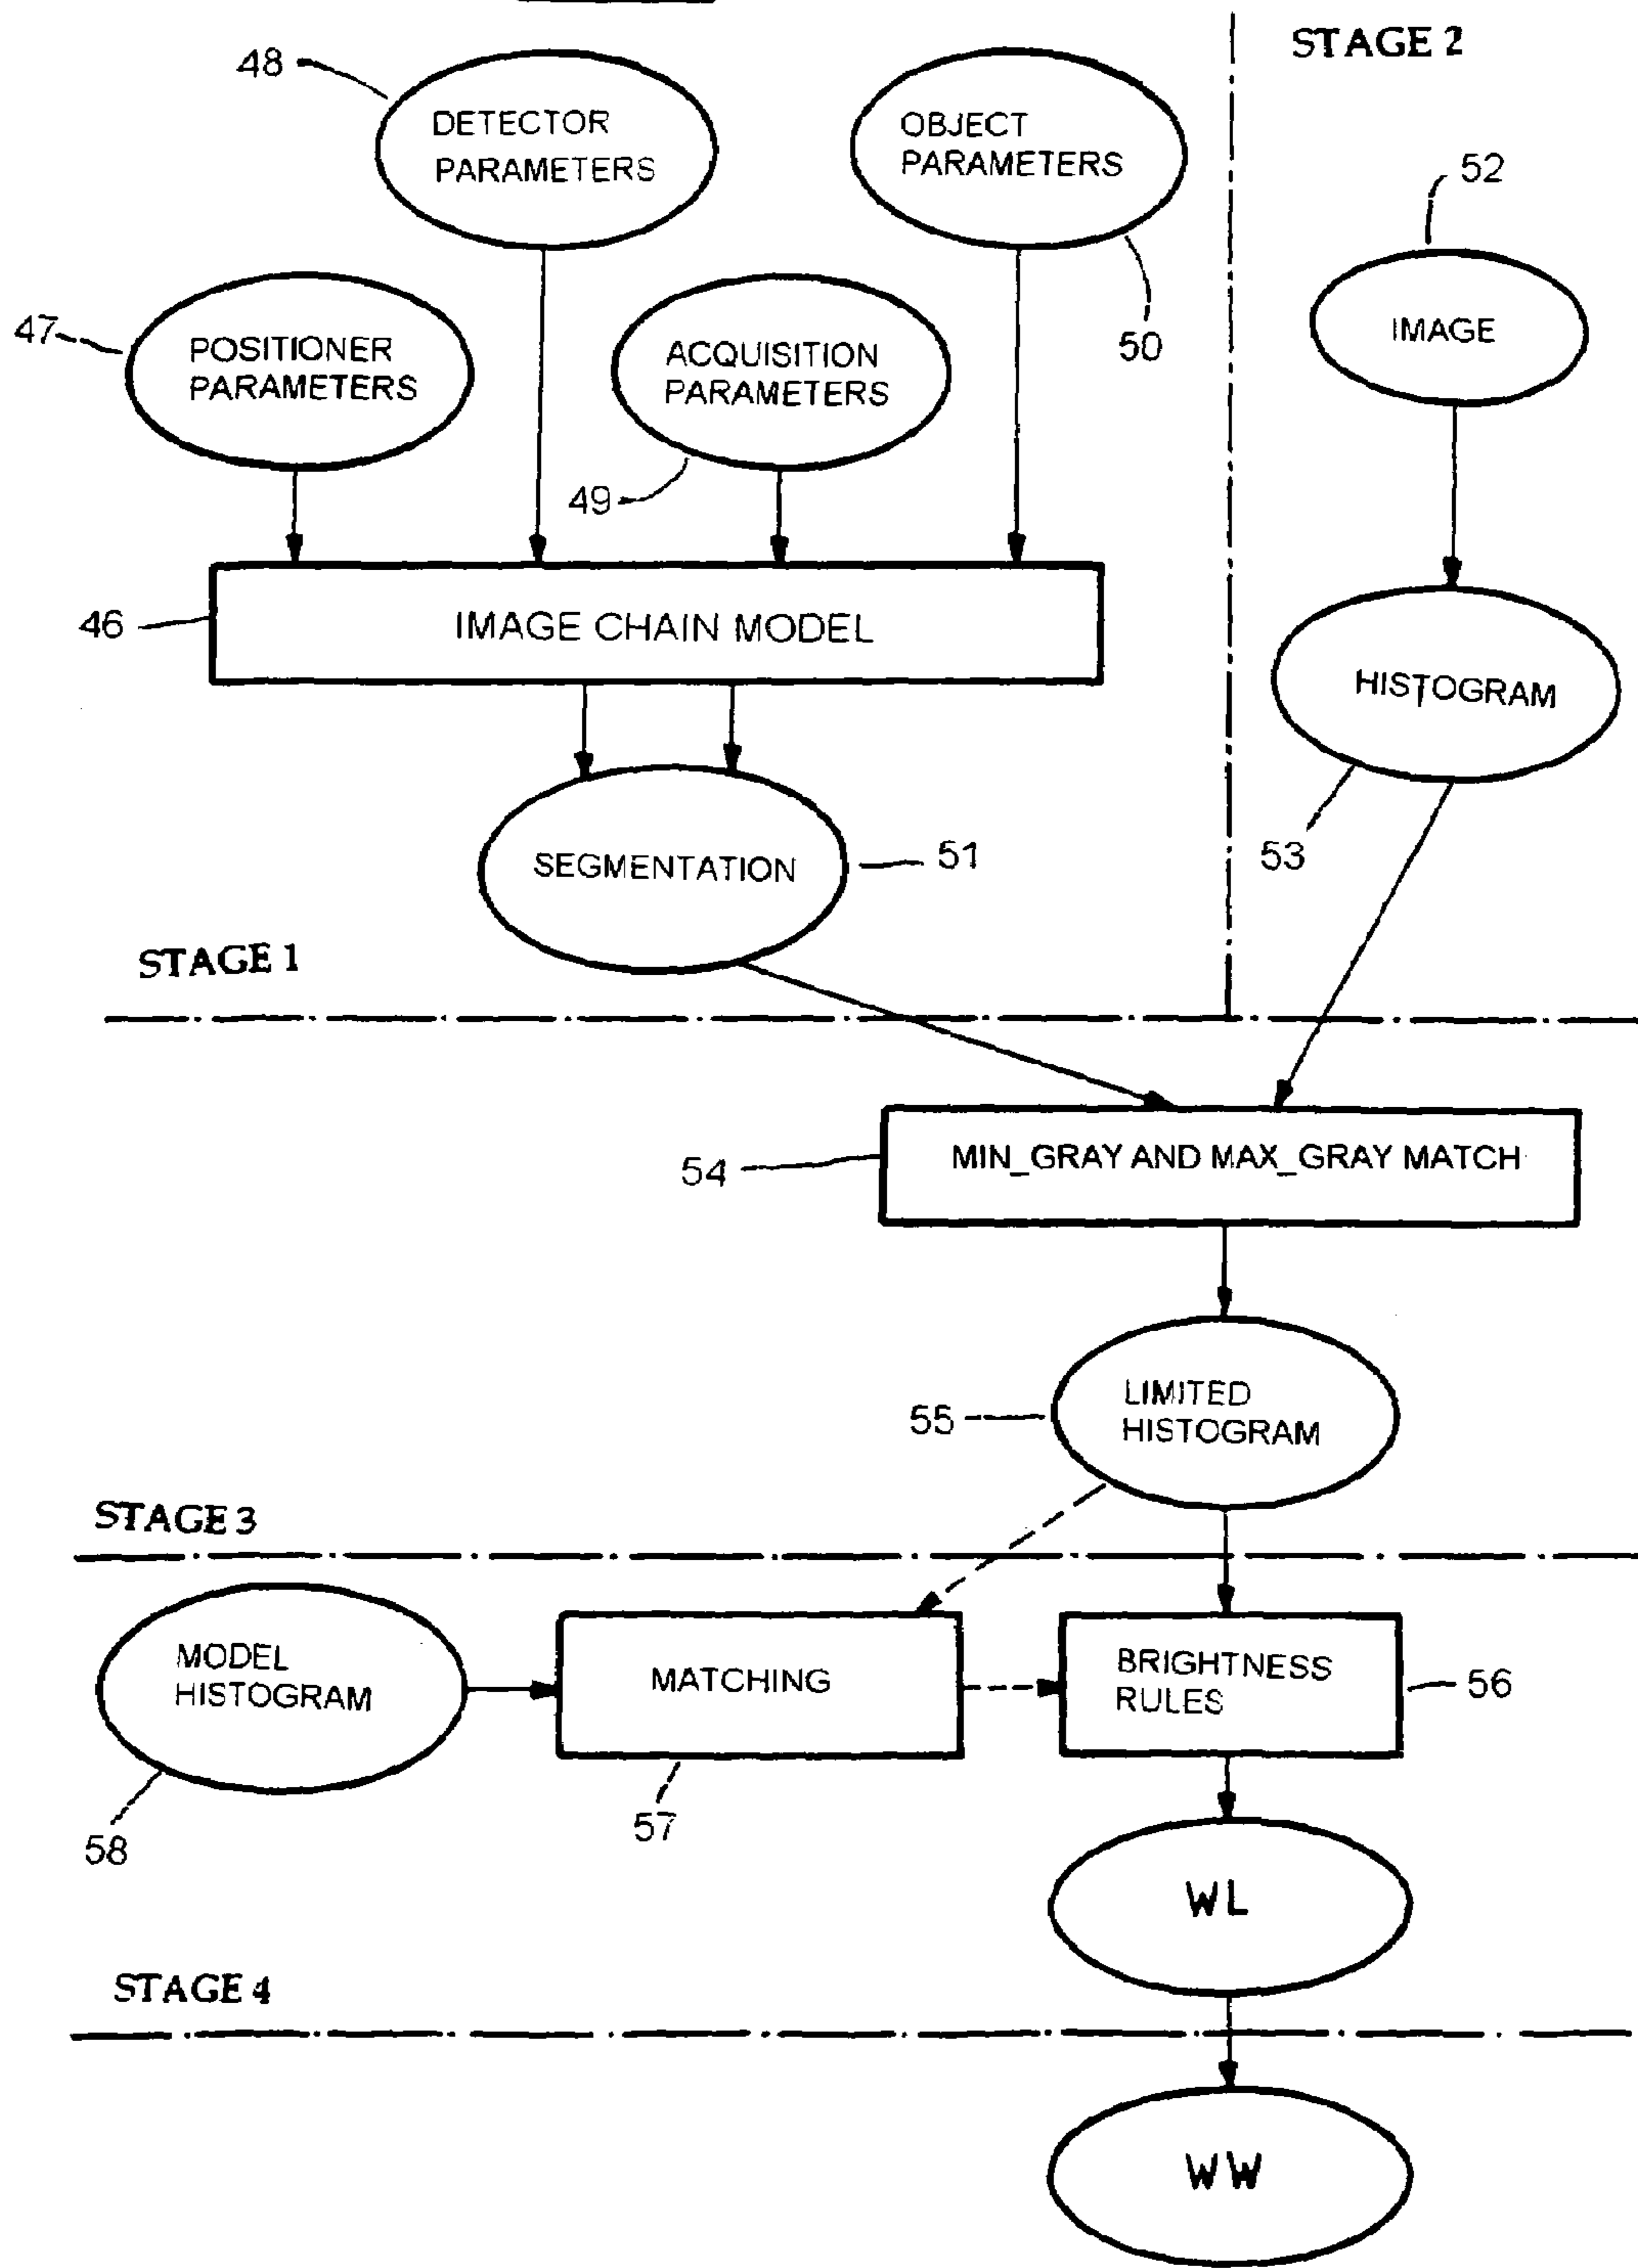 STAGE 2
48
DETECTOR
PARAMETERS
OBJECT
PARAMETERS
52
47
POSITIONER
PARAMETERS
ACQUISITION
PARAMETERS
50
IMAGE
49
46
IMAGE CHAIN MODEL
HISTOGRAM
SEGMENTATION
51
53
STAGE 1
54
MIN_GRAY AND MAX_GRAY MATCH
55
LIMITED
HISTOGRAM
STAGE 3
MODEL
HISTOGRAM
MATCHING
BRIGHTNESS
RULES
56
58
57
WL
STAGE 4
WW